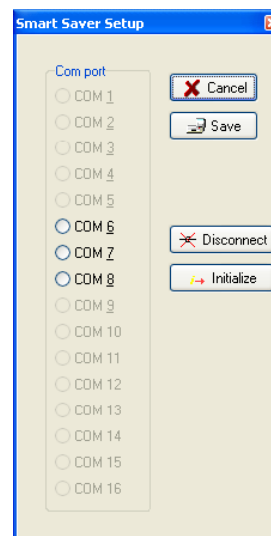 Smart Saver Setup
Com port
COM 1
COM 2
COM 3
COM 4
COM 5
COM 6
COM 7
COM 8
COM 9
COM 10
COM 11
COM 12
COM 13
COM 14
COM 15
COM 16
Cancel
Save
Disconnect
Initialize